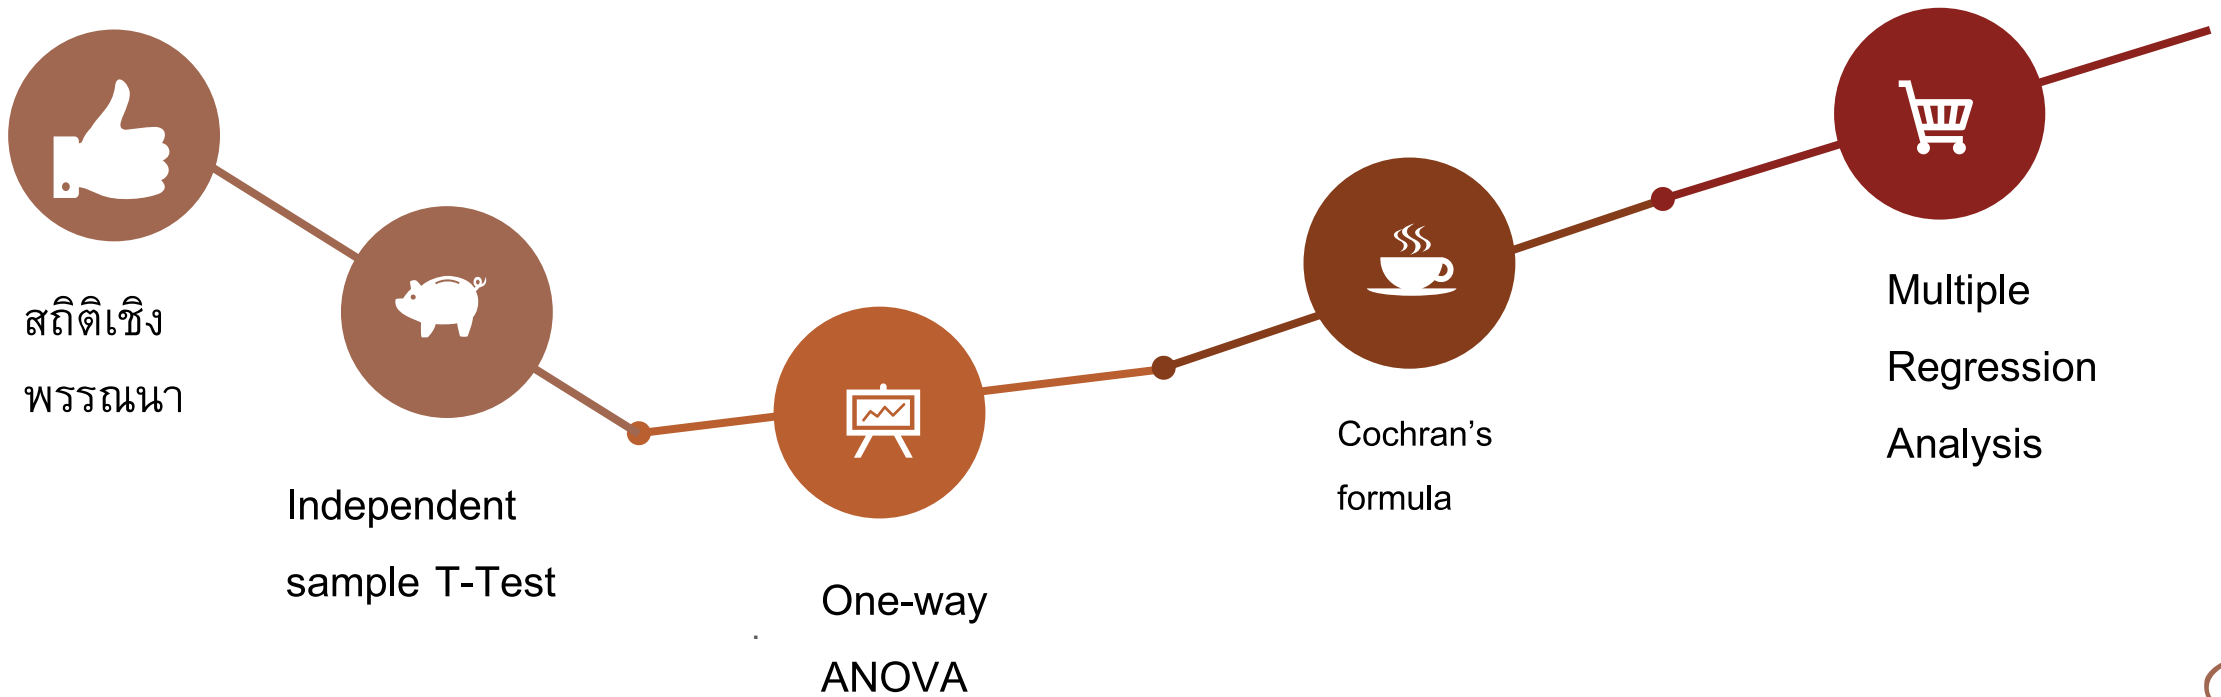 สถิติเชิง
พรรณนา
Independent
sample T-Test
One-way
ANOVA
Cochran’s
formula
Multiple
Regression
Analysis